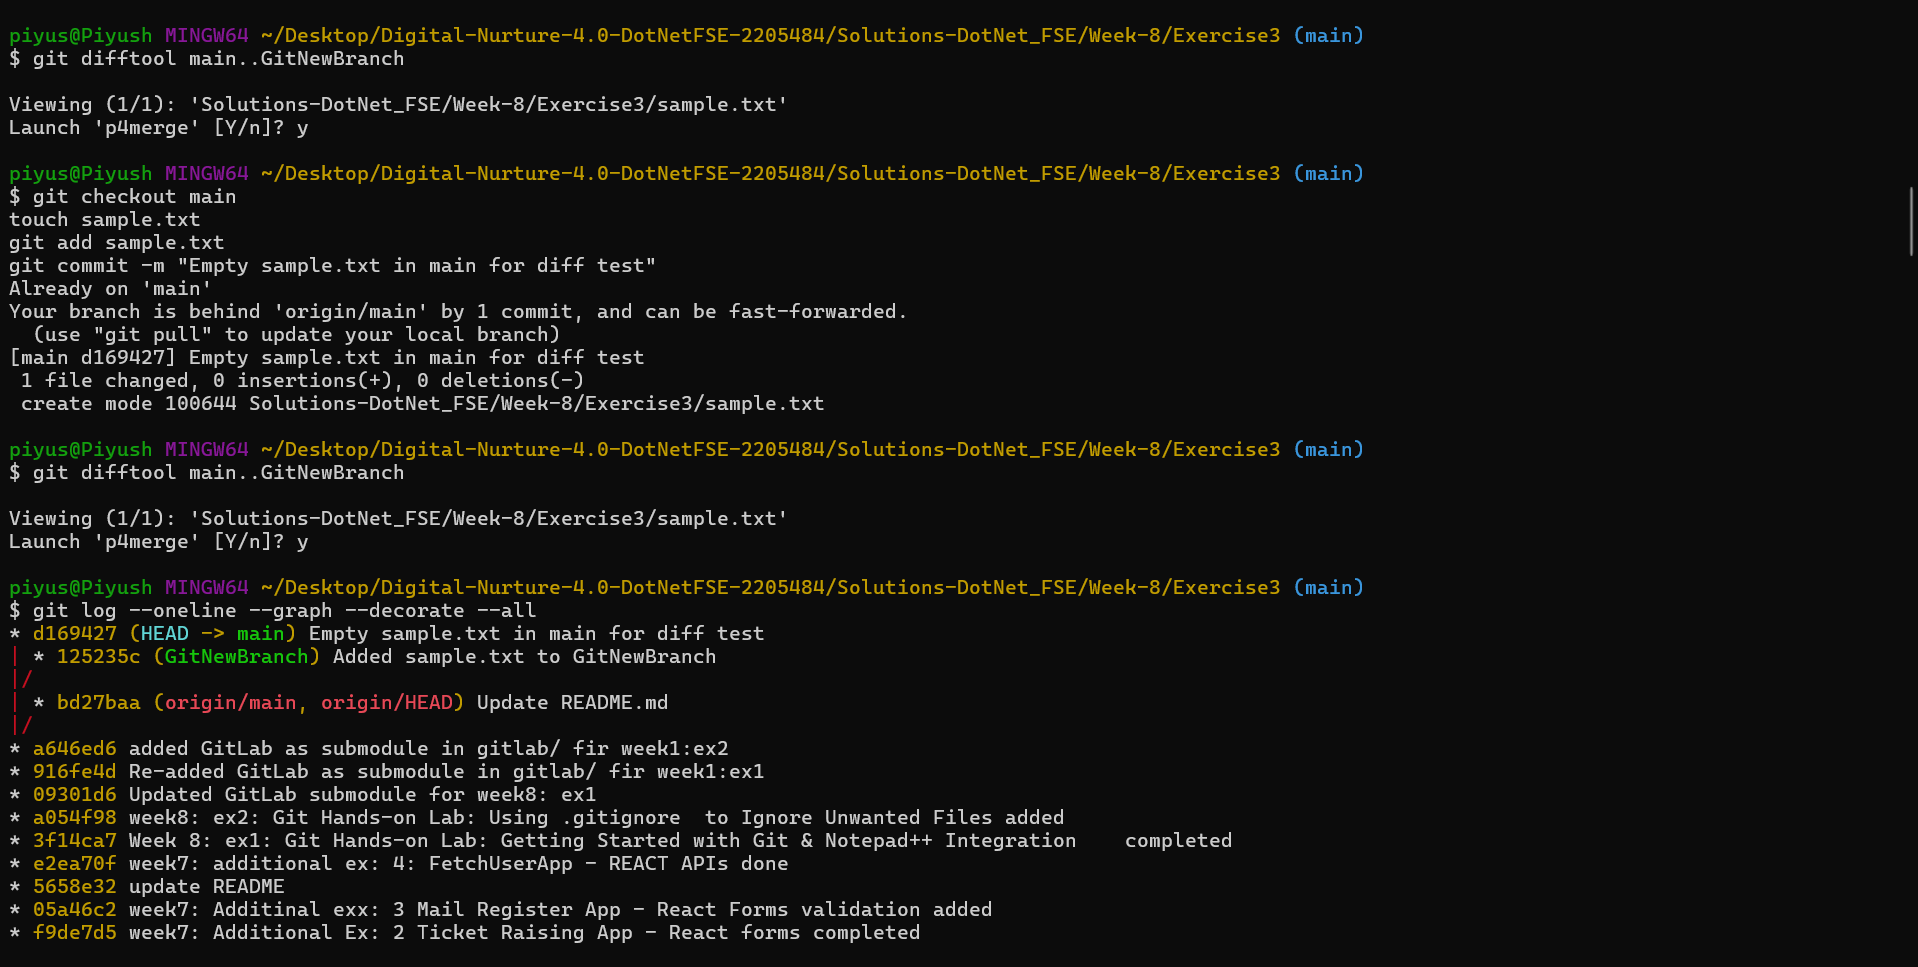 piyus@Piyush MINGW64 ~/Desktop/Digital-Nurture-4.0-DotNetFSE-2205484/Solutions-DotNet_FSE/Week-8/Exercise3 (main)
$ git difftool main..GitNewBranch
Viewing (1/1): 'Solutions-DotNet_FSE/Week-8/Exercise3/sample.txt'
Launch 'p4merge' [Y/n]? y
piyus@Piyush MINGW64 ~/Desktop/Digital-Nurture-4.0-DotNetFSE-2205484/Solutions-DotNet_FSE/Week-8/Exercise3 (main)
$ git checkout main
touch sample.txt
git add sample.txt
git commit -m "Empty sample.txt in main for diff test"
Already on 'main'
Your branch is behind 'origin/main' by 1 commit, and can be fast-forwarded.
  (use "git pull" to update your local branch)
[main d169427] Empty sample.txt in main for diff test
 1 file changed, 0 insertions(+), 0 deletions(-)
 create mode 100644 Solutions-DotNet_FSE/Week-8/Exercise3/sample.txt
piyus@Piyush MINGW64 ~/Desktop/Digital-Nurture-4.0-DotNetFSE-2205484/Solutions-DotNet_FSE/Week-8/Exercise3 (main)
$ git difftool main..GitNewBranch
Viewing (1/1): 'Solutions-DotNet_FSE/Week-8/Exercise3/sample.txt'
Launch 'p4merge' [Y/n]? y
piyus@Piyush MINGW64 ~/Desktop/Digital-Nurture-4.0-DotNetFSE-2205484/Solutions-DotNet_FSE/Week-8/Exercise3 (main)
$ git log --oneline --graph --decorate --all
* d169427 (HEAD -> main) Empty sample.txt in main for diff test
| * 125235c (GitNewBranch) Added sample.txt to GitNewBranch
|/
| * bd27baa (origin/main, origin/HEAD) Update README.md
|/
* a646ed6 added GitLab as submodule in gitlab/ fir week1:ex2
* 916fe4d Re-added GitLab as submodule in gitlab/ fir week1:ex1
* 09301d6 Updated GitLab submodule for week8: ex1
* a054f98 week8: ex2: Git Hands-on Lab: Using .gitignore  to Ignore Unwanted Files added
* 3f14ca7 Week 8: ex1: Git Hands-on Lab: Getting Started with Git & Notepad++ Integration    completed
* e2ea70f week7: additional ex: 4: FetchUserApp - REACT APIs done
* 5658e32 update README
* 05a46c2 week7: Additinal exx: 3 Mail Register App - React Forms validation added
* f9de7d5 week7: Additional Ex: 2 Ticket Raising App - React forms completed